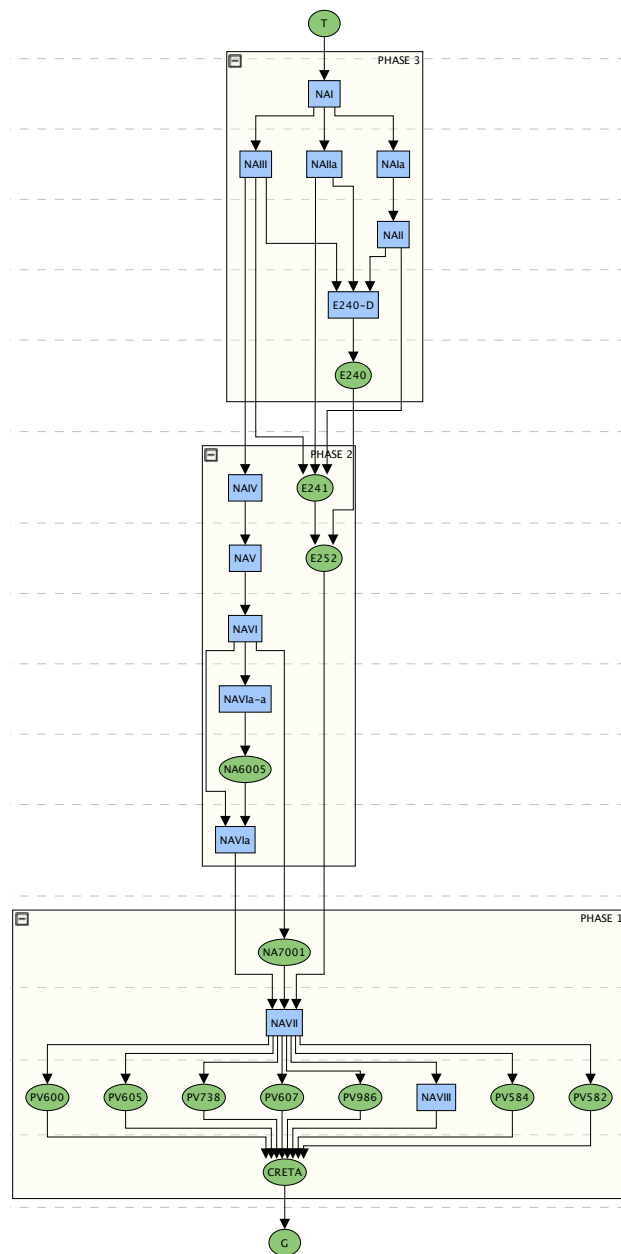 T
PHASE 3
NAI
NAIII
NAIIa
NAIa
NAII
E240-D
E240
PHASE 2
NAIV
E241
NAV
E252
NAVI
NAVIa-a
NA6005
NAVIa
PHASE 1
NA7001
NAVII
PV600
PV605
PV738
PV607
PV986
NAVIII
PV584
PV582
CRETA
G